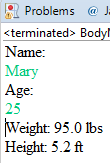 Problems @ Ja
<terminated> BodyM
Name:
Mary
Age:
25
Weight: 95.0 lbs
Height: 5.2 ft